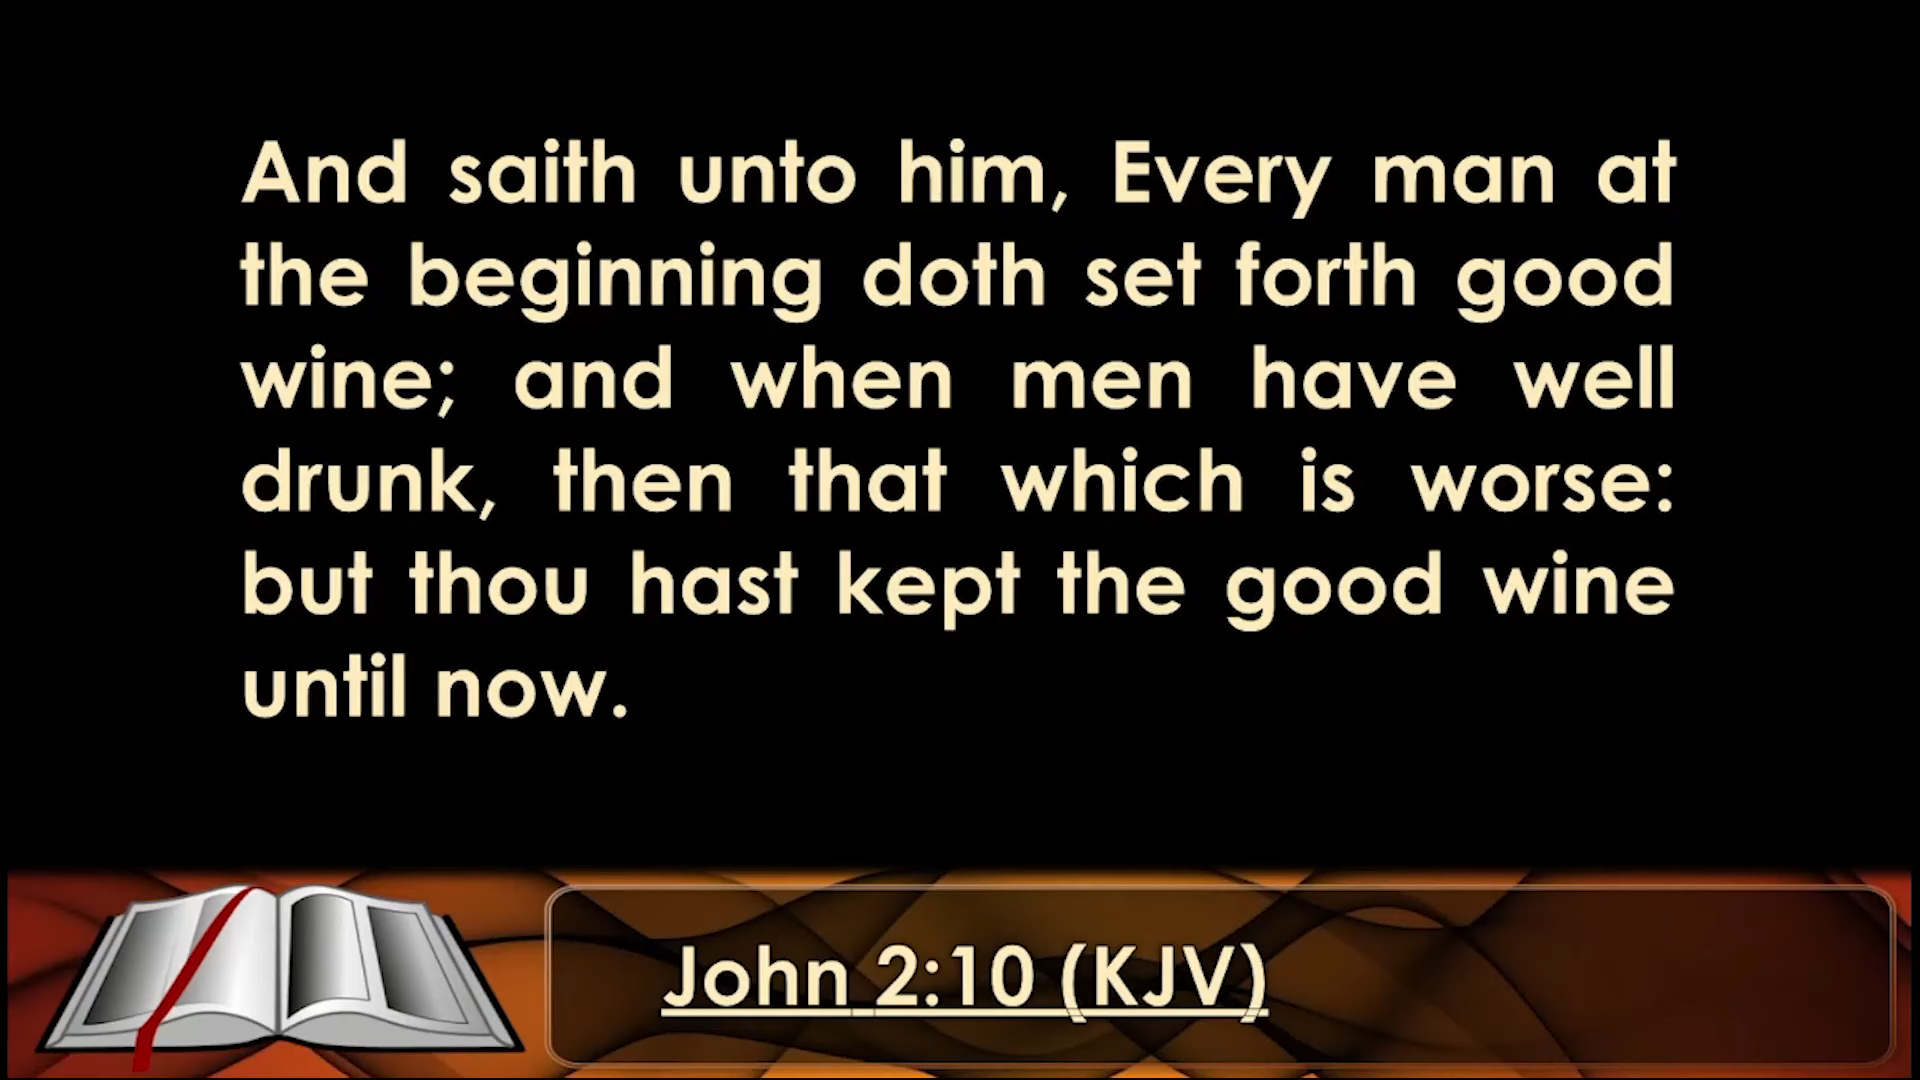 And saith unto him, Every man at
the beginning doth set forth good
wine; and when men have well
drunk, then that which is worse:
but thou hast kept the good wine
until now.
John 2:10 (KJV)